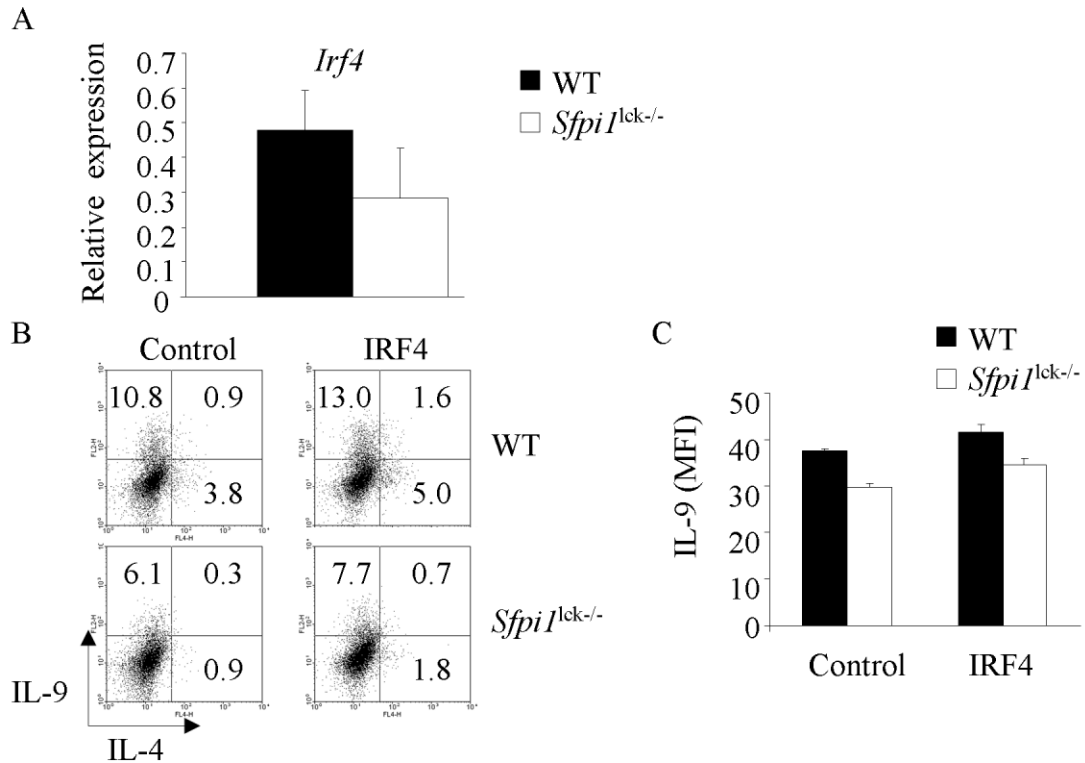 A
Irf4
WT
Sfpi1lck-/-
Relative expression
0.7
0.6
0.5
0.4
0.3
0.2
0.1
0
B
Control
IRF4
10.8 0.9
3.8
13.0 1.6
5.0
WT
6.1 0.3
0.9
7.7 0.7
1.8
Sfpi1lck-/-
IL-9
IL-4
FL2-H
FL4-H
C
WT
Sfpi1lck-/-
IL-9 (MFI)
50
40
30
20
10
0
Control
IRF4